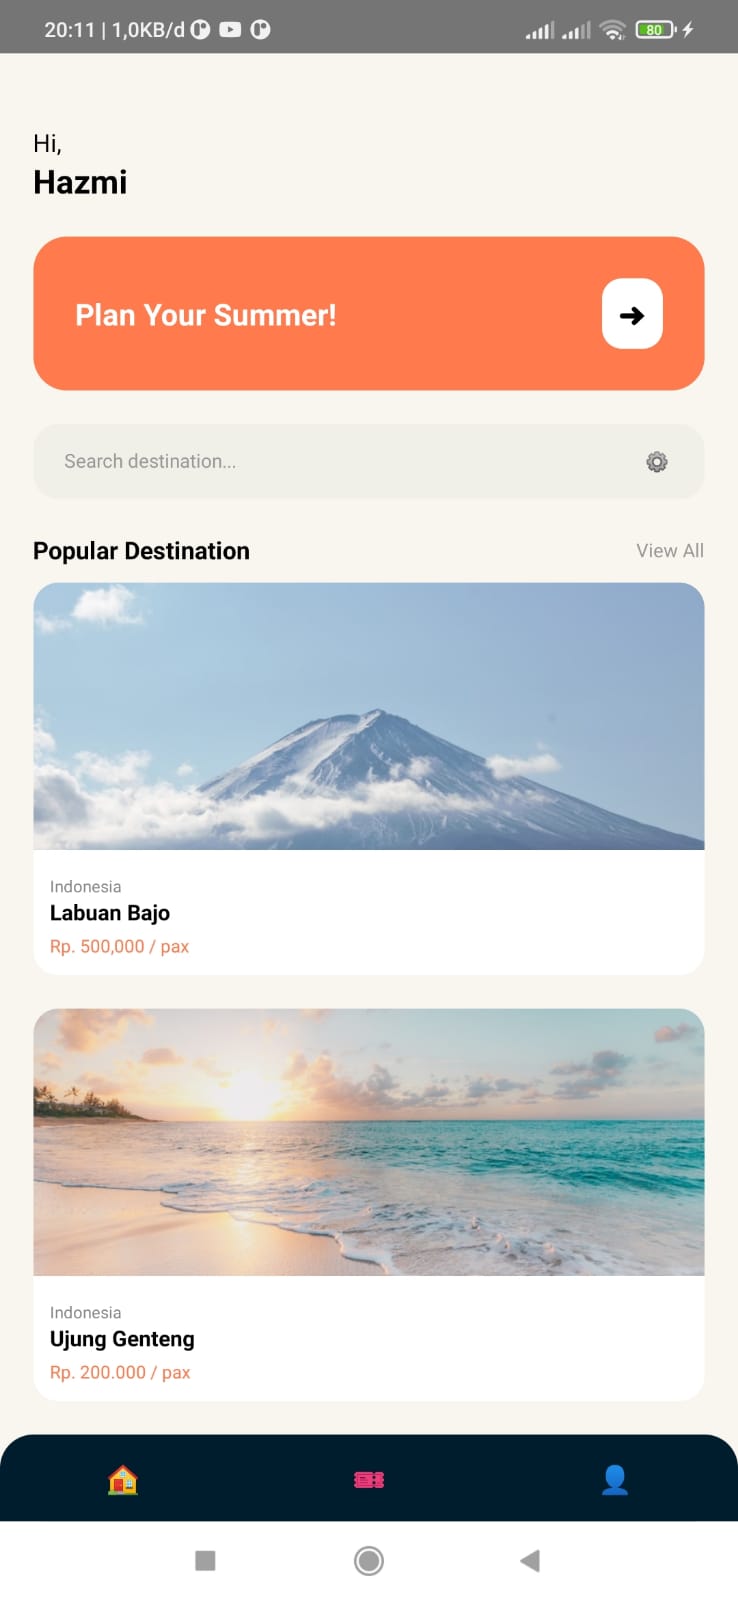 20:11 | 1,0KB/d
80
Hi,
Hazmi
Plan Your Summer!
Search destination...
Popular Destination
View All
Indonesia
Labuan Bajo
Rp. 500,000 / pax
Indonesia
Ujung Genteng
Rp. 200.000 / pax